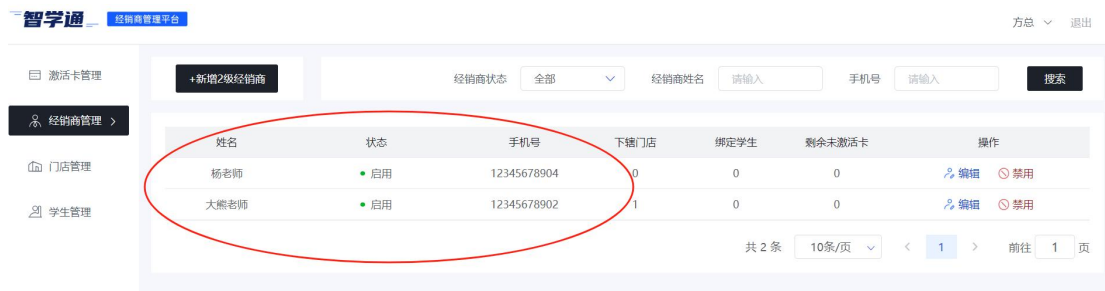 智学通 经销商管理平台 方总 退出
激活卡管理
经销商管理
门店管理
学生管理
+新增2级经销商 经销商状态 全部 经销商姓名 请输入 手机号 请输入 搜索
姓名 状态 手机号 下辖门店 绑定学生 剩余未激活卡 操作
杨老师 启用 12345678904 0 0 0 编辑 禁用
大熊老师 启用 12345678902 1 0 0 编辑 禁用
共 2 条 10条/页 < 1 > 前往 1 页